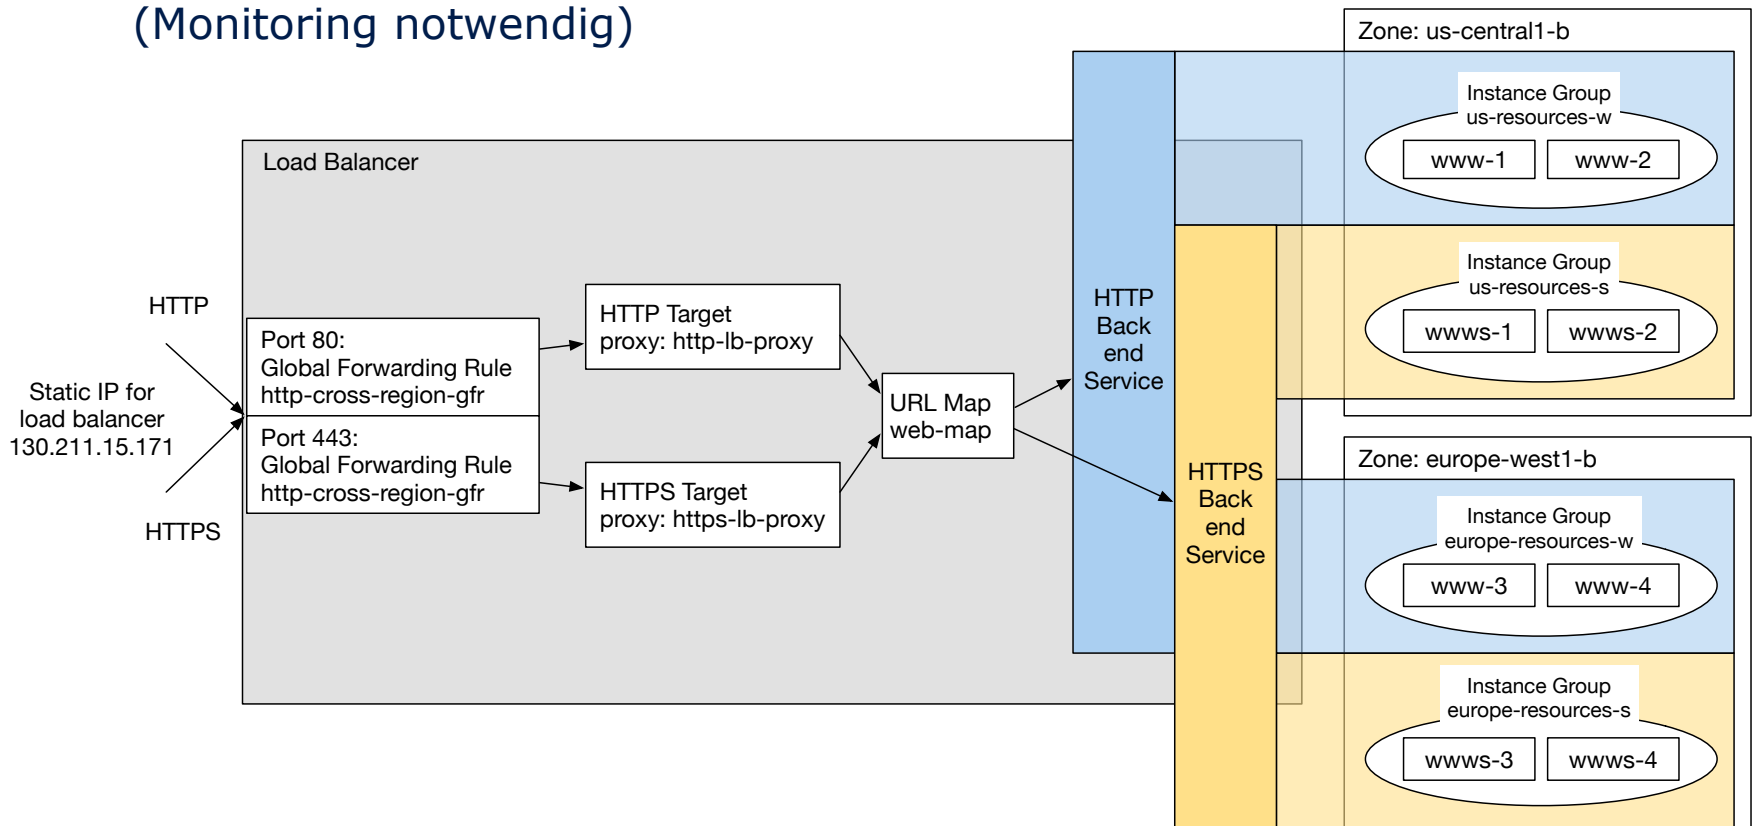 (Monitoring notwendig)
Zone: us-central1-b
Instance Group
us-resources-w
www-1
www-2
Load Balancer
Instance Group
us-resources-s
wwws-1
wwws-2
HTTP
Static IP for
load balancer
130.211.15.171
HTTPS
Port 80:
Global Forwarding Rule
http-cross-region-gfr
Port 443:
Global Forwarding Rule
http-cross-region-gfr
HTTP Target
proxy: http-lb-proxy
HTTPS Target
proxy: https-lb-proxy
URL Map
web-map
HTTP
Back
end
Service
HTTPS
Back
end
Service
Zone: europe-west1-b
Instance Group
europe-resources-w
www-3
www-4
Instance Group
europe-resources-s
wwws-3
wwws-4